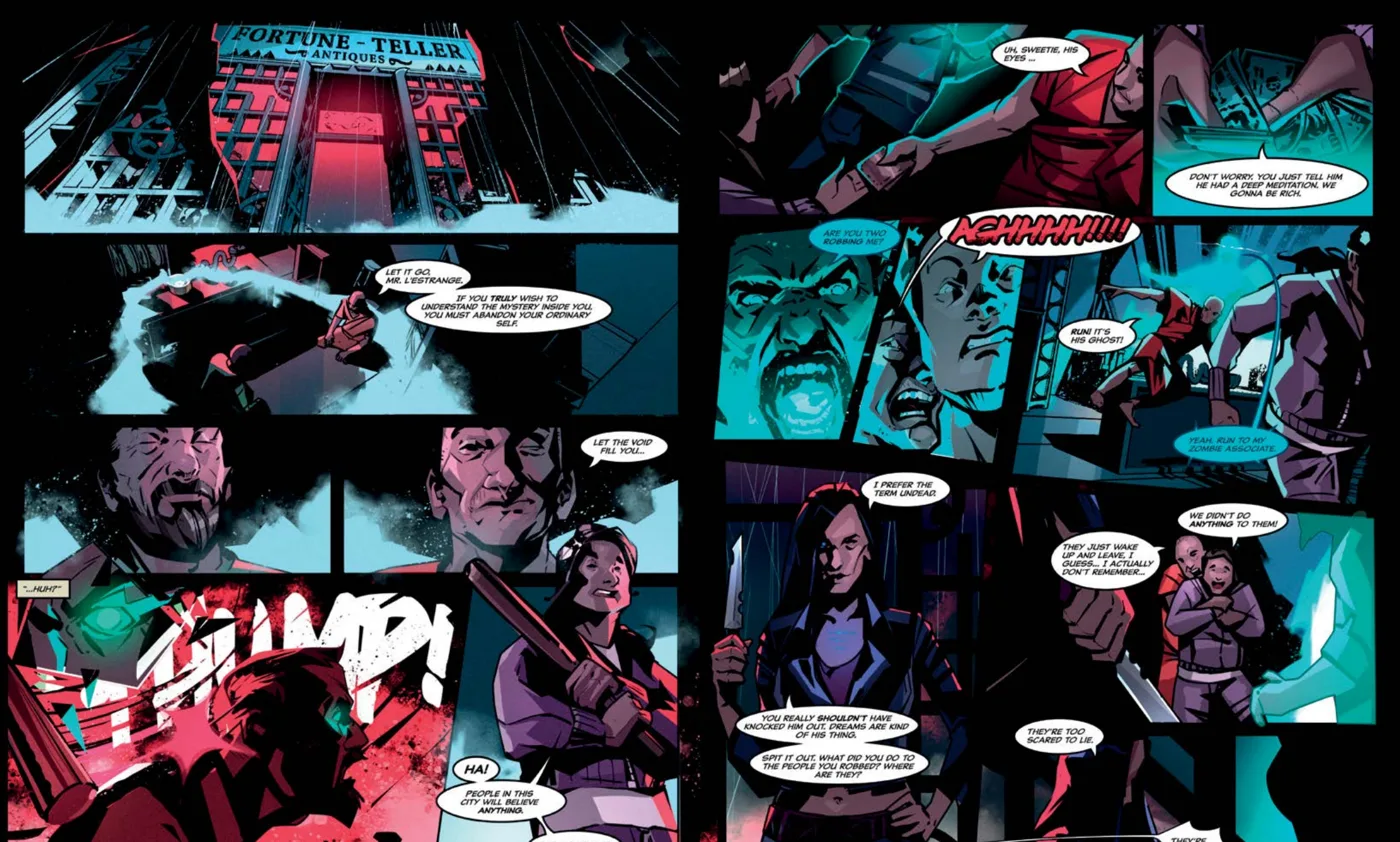 FORTUNE - TELLER
ANTIQUES
LET IT GO,
MR. L'ESTRANGE.
IF YOU TRULY WISH TO
UNDERSTAND THE MYSTERY INSIDE YOU,
YOU MUST ABANDON YOUR ORDINARY
SELF.
LET THE VOID
FILL YOU...
"...HUH?"
HA!
PEOPLE IN THIS
CITY WILL BELIEVE
ANYTHING.
UH, SWEETIE, HIS
EYES ...
DON'T WORRY. YOU JUST TELL HIM
HE HAD A DEEP MEDITATION. WE
GONNA BE RICH.
ARE YOU TWO
ROBBING ME?
AGHHHH!!!!
RUN! IT'S
HIS GHOST!
YEAH. RUN TO MY
ZOMBIE ASSOCIATE.
I PREFER THE
TERM UNDEAD.
YOU REALLY SHOULDN'T HAVE
KNOCKED HIM OUT. DREAMS ARE KIND
OF HIS THING.
SPIT IT OUT. WHAT DID YOU DO TO
THE PEOPLE YOU ROBBED? WHERE
ARE THEY?
WE DIDN'T DO
ANYTHING TO THEM!
THEY JUST WAKE
UP AND LEAVE, I
GUESS... I ACTUALLY
DON'T REMEMBER...
THEY'RE TOO
SCARED TO LIE.
THEY'RE